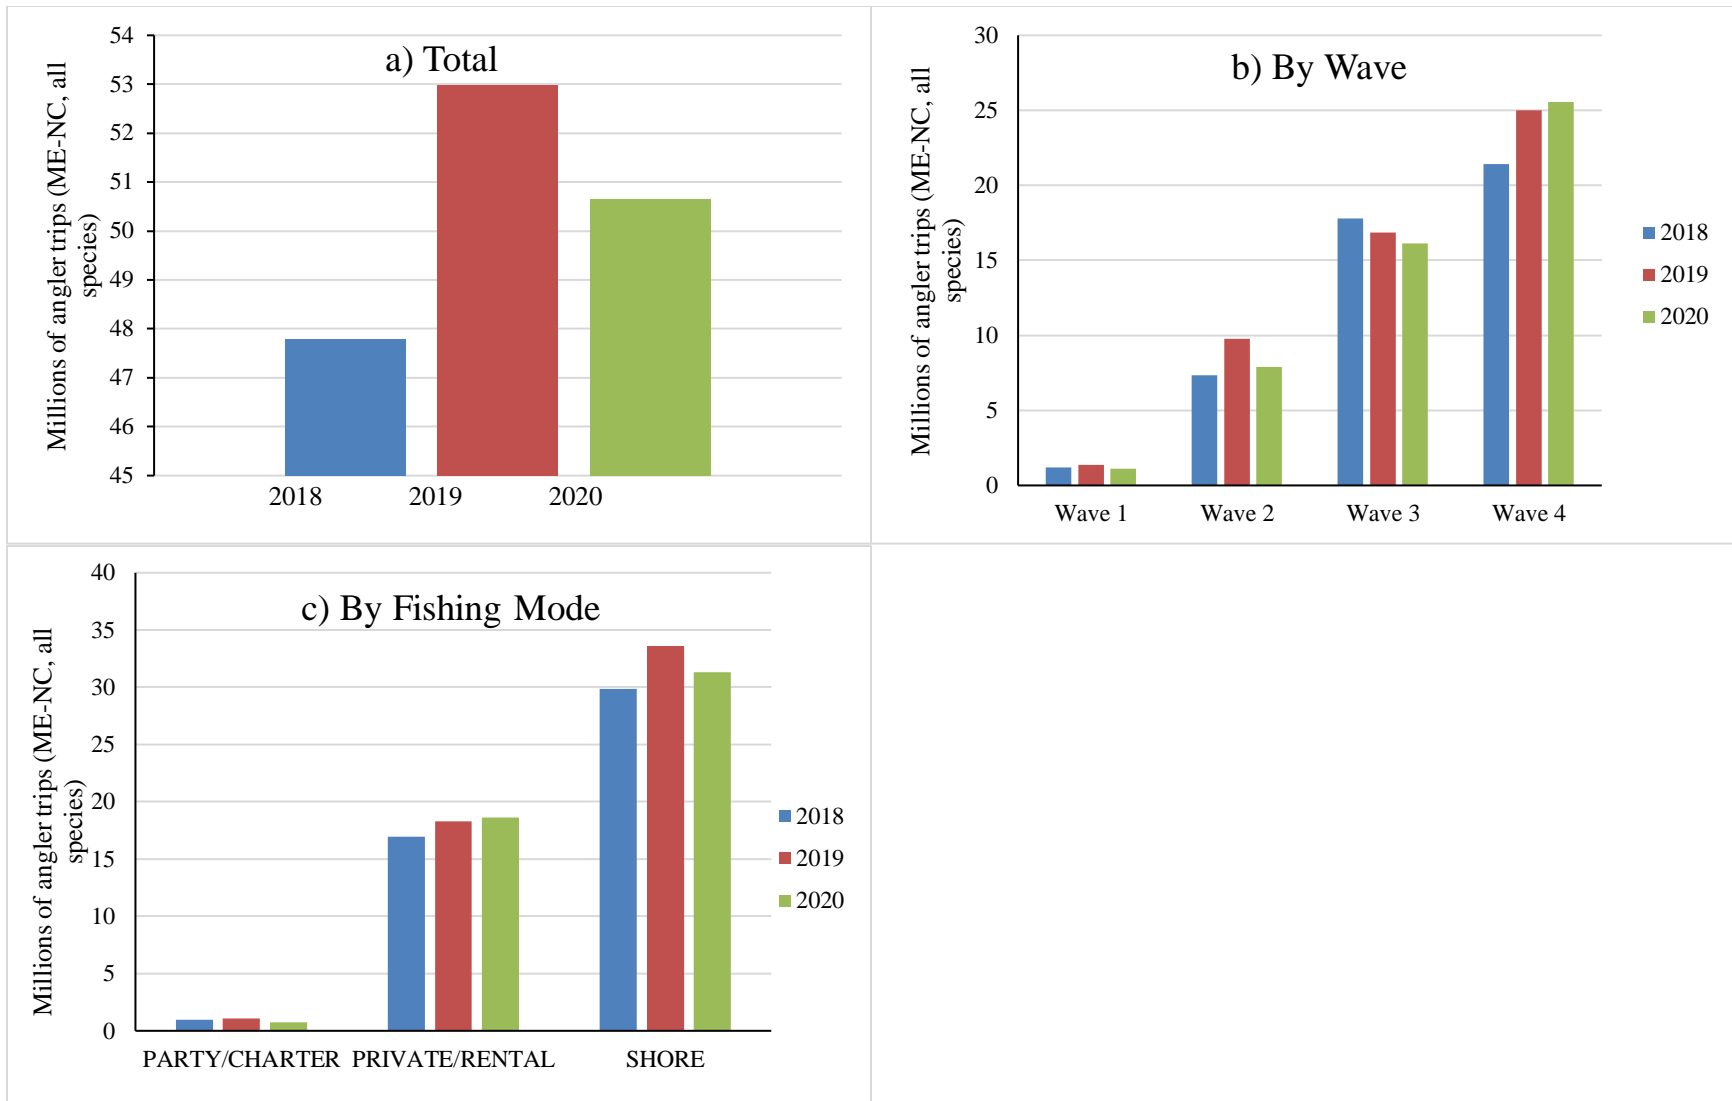 a) Total
Millions of angler trips (ME-NC, all
species)
54
53
52
51
50
49
48
47
46
45
2018
2019
2020
b) By Wave
Millions of angler trips (ME-NC, all
species)
30
25
20
15
10
5
0
Wave 1
Wave 2
Wave 3
Wave 4
2018
2019
2020
c) By Fishing Mode
Millions of angler trips (ME-NC, all
species)
40
35
30
25
20
15
10
5
0
PARTY/CHARTER
PRIVATE/RENTAL
SHORE
2018
2019
2020